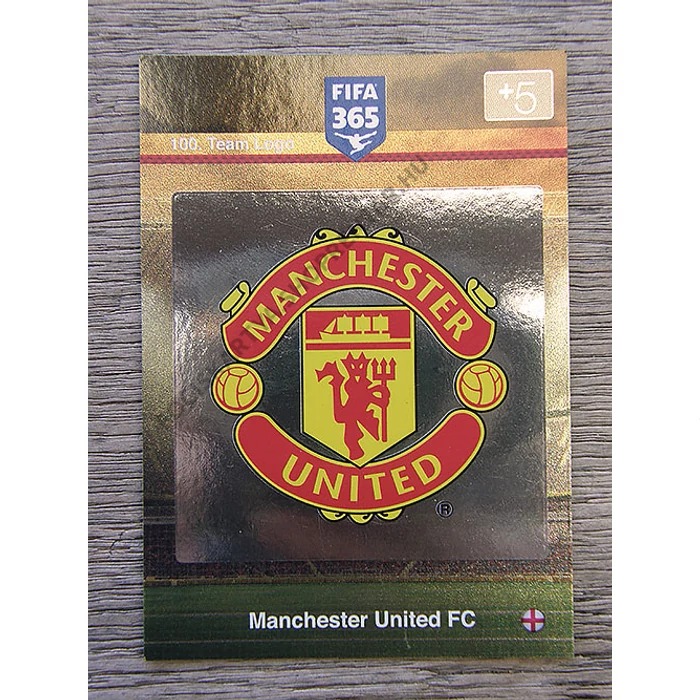 FIFA
365
+5
100. Team Logo
MANCHESTER
UNITED
®
Manchester United FC